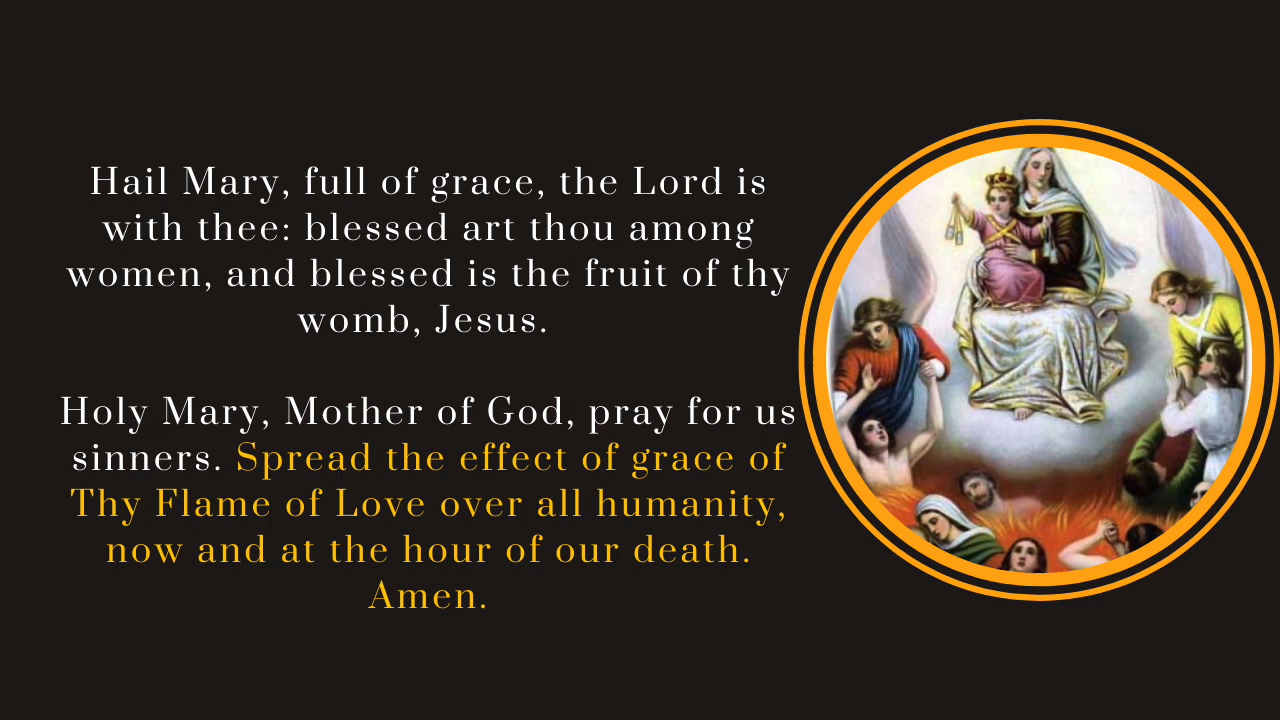 Hail Mary, full of grace, the Lord is
with thee: blessed art thou among
women, and blessed is the fruit of thy
womb, Jesus.
Holy Mary, Mother of God, pray for us
sinners. Spread the effect of grace of
Thy Flame of Love over all humanity,
now and at the hour of our death.
Amen.